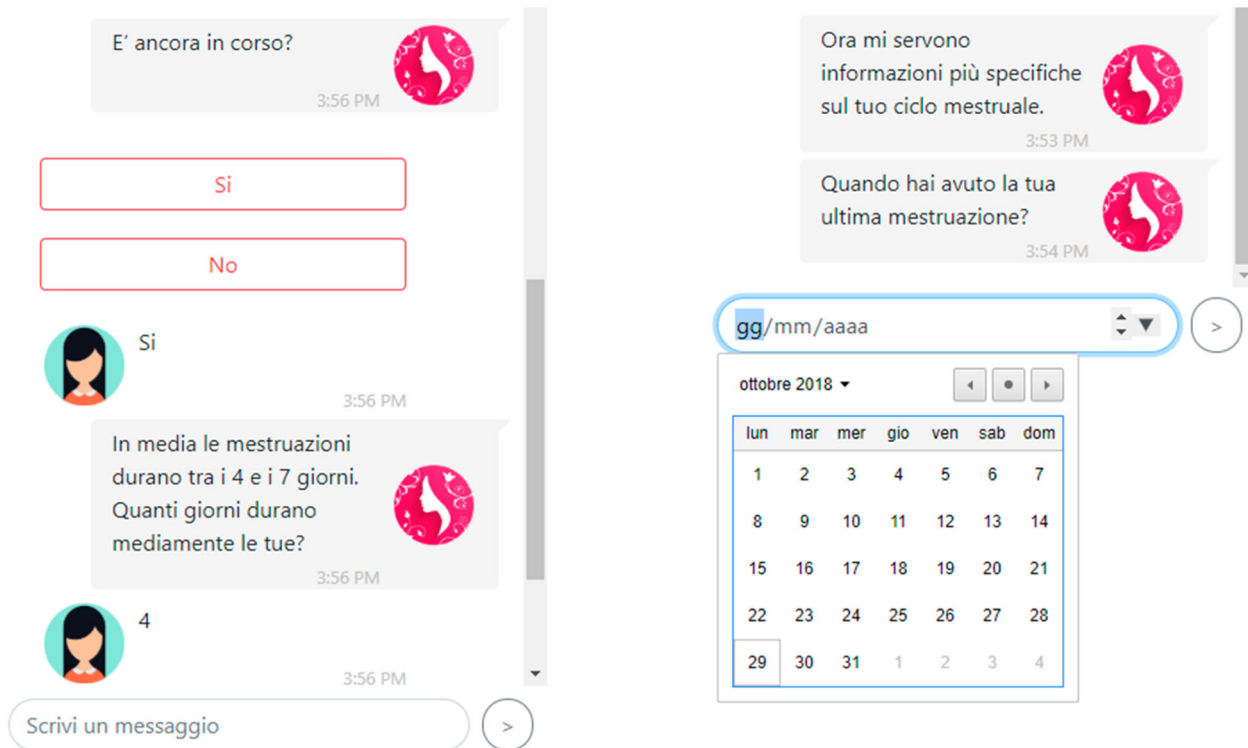 E' ancora in corso?
3:56 PM
Si
No
Si
3:56 PM
In media le mestruazioni
durano tra i 4 e i 7 giorni.
Quanti giorni durano
mediamente le tue?
3:56 PM
4
3:56 PM
Scrivi un messaggio
>
Ora mi servono
informazioni più specifiche
sul tuo ciclo mestruale.
3:53 PM
Quando hai avuto la tua
ultima mestruazione?
3:54 PM
gg/mm/aaaa
>
ottobre 2018
lun mar mer gio ven sab dom
1 2 3 4 5 6 7
8 9 10 11 12 13 14
15 16 17 18 19 20 21
22 23 24 25 26 27 28
29 30 31 1 2 3 4